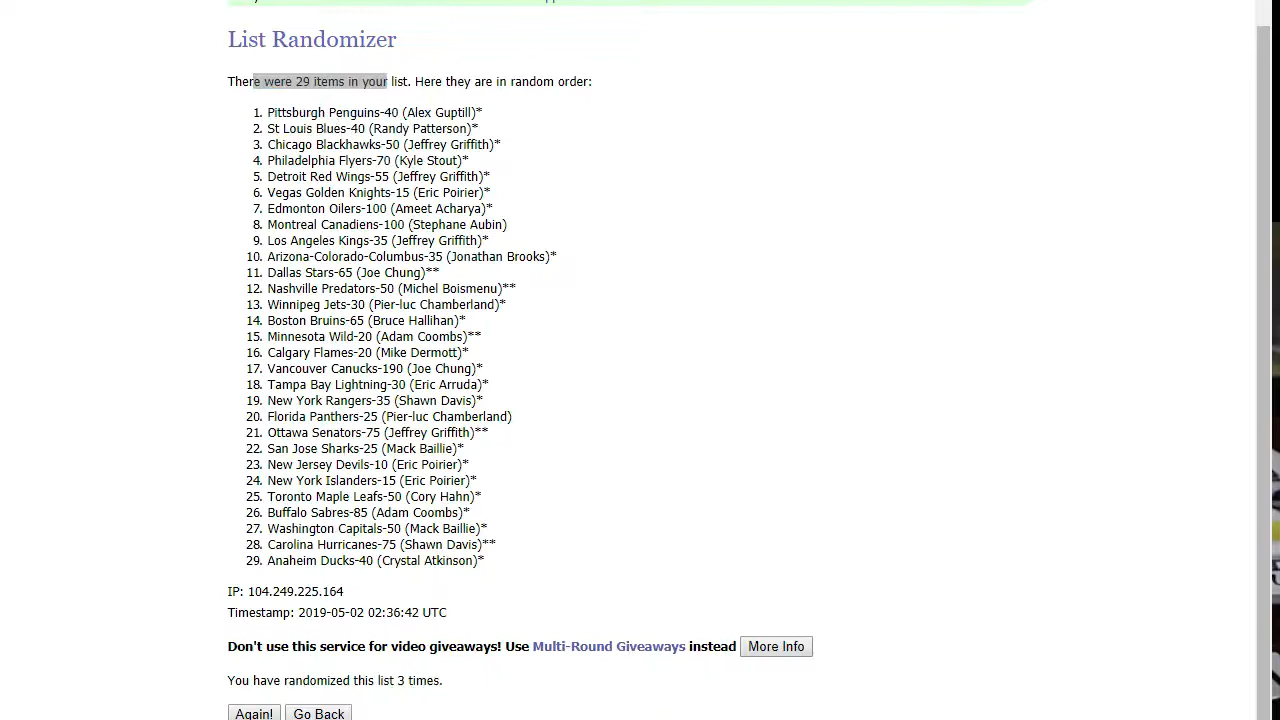 List Randomizer
There were 29 items in your list. Here they are in random order:
1. Pittsburgh Penguins-40 (Alex Guptill)*
2. St Louis Blues-40 (Randy Patterson)*
3. Chicago Blackhawks-50 (Jeffrey Griffith)*
4. Philadelphia Flyers-70 (Kyle Stout)*
5. Detroit Red Wings-55 (Jeffrey Griffith)*
6. Vegas Golden Knights-15 (Eric Poirier)*
7. Edmonton Oilers-100 (Ameet Acharya)*
8. Montreal Canadiens-100 (Stephane Aubin)
9. Los Angeles Kings-35 (Jeffrey Griffith)*
10. Arizona-Colorado-Columbus-35 (Jonathan Brooks)*
11. Dallas Stars-65 (Joe Chung)**
12. Nashville Predators-50 (Michel Boismenu)**
13. Winnipeg Jets-30 (Pier-luc Chamberland)*
14. Boston Bruins-65 (Bruce Hallihan)*
15. Minnesota Wild-20 (Adam Coombs)**
16. Calgary Flames-20 (Mike Dermott)*
17. Vancouver Canucks-190 (Joe Chung)*
18. Tampa Bay Lightning-30 (Eric Arruda)*
19. New York Rangers-35 (Shawn Davis)*
20. Florida Panthers-25 (Pier-luc Chamberland)
21. Ottawa Senators-75 (Jeffrey Griffith)**
22. San Jose Sharks-25 (Mack Baillie)*
23. New Jersey Devils-10 (Eric Poirier)*
24. New York Islanders-15 (Eric Poirier)*
25. Toronto Maple Leafs-50 (Cory Hahn)*
26. Buffalo Sabres-85 (Adam Coombs)*
27. Washington Capitals-50 (Mack Baillie)*
28. Carolina Hurricanes-75 (Shawn Davis)**
29. Anaheim Ducks-40 (Crystal Atkinson)*
IP: 104.249.225.164
Timestamp: 2019-05-02 02:36:42 UTC
Don't use this service for video giveaways! Use Multi-Round Giveaways instead More Info
You have randomized this list 3 times.
Again! Go Back